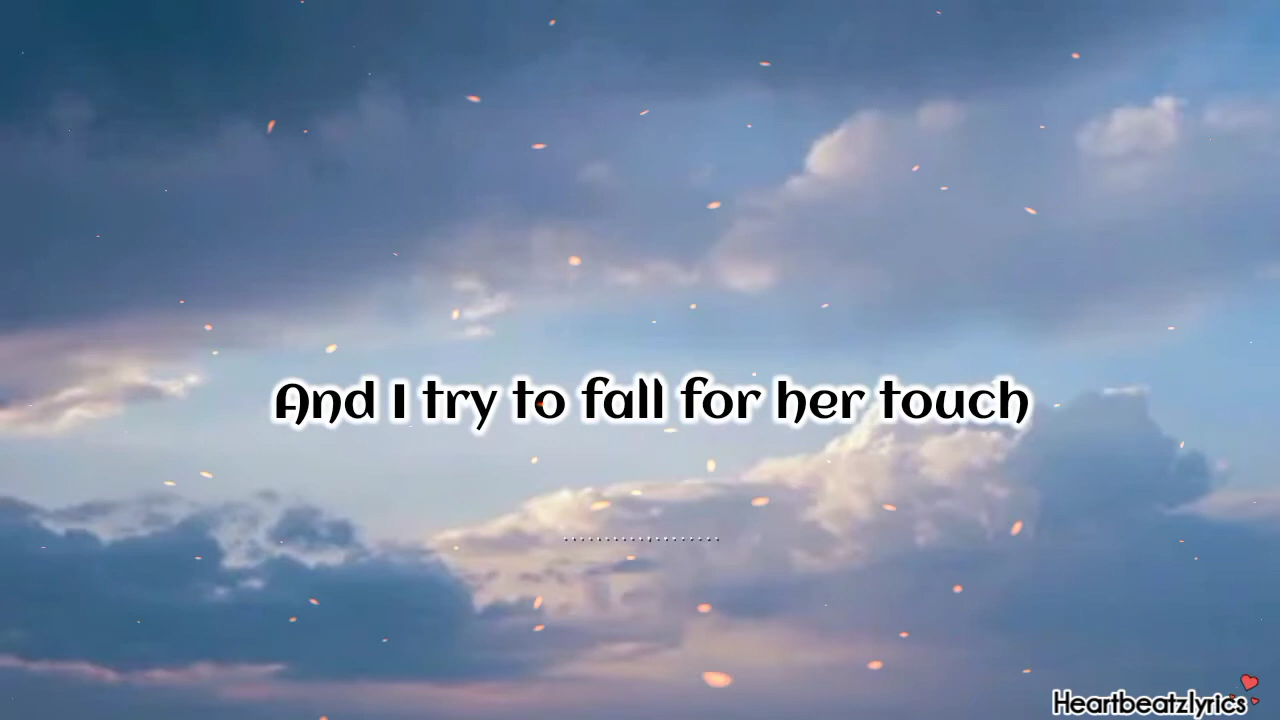 And I try to fall for her touch
...................
Heartbeatzlyrics